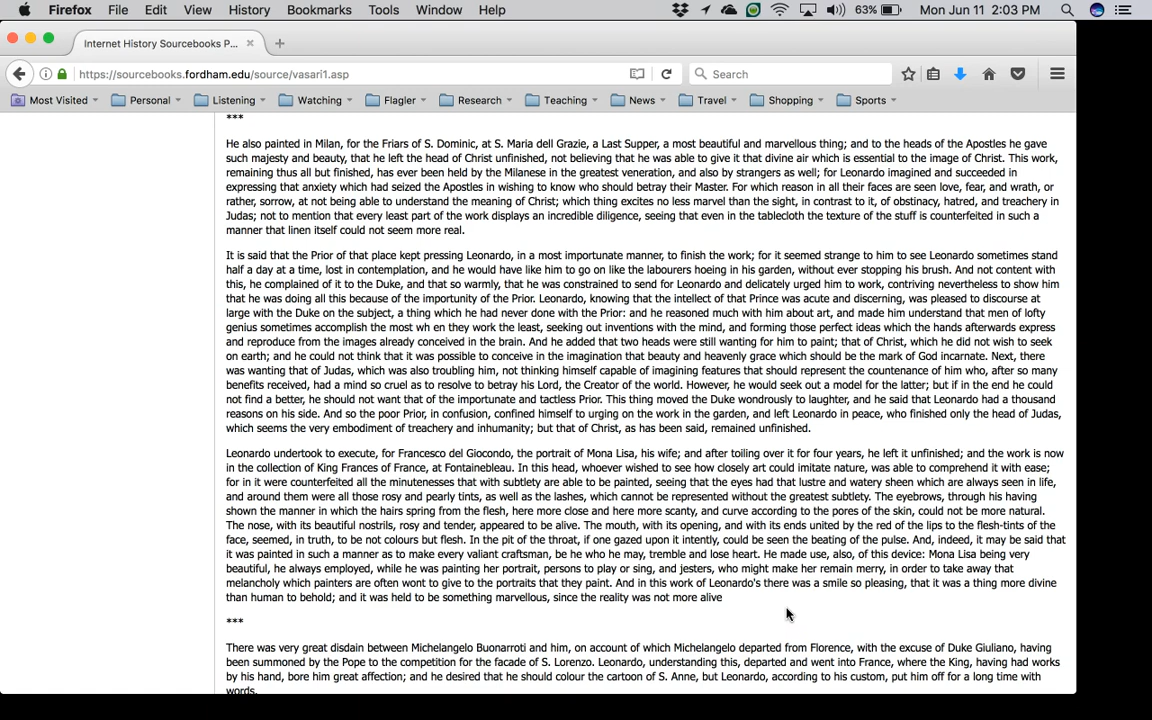 Firefox File Edit View History Bookmarks Tools Window Help 63% Mon Jun 11 2:03 PM
Internet History Sourcebooks P...
https://sourcebooks.fordham.edu/source/vasari1.asp Search
Most Visited Personal Listening Watching Flagler Research Teaching News Travel Shopping Sports
***
He also painted in Milan, for the Friars of S. Dominic, at S. Maria dell Grazie, a Last Supper, a most beautiful and marvellous thing; and to the heads of the Apostles he gave
such majesty and beauty, that he left the head of Christ unfinished, not believing that he was able to give it that divine air which is essential to the image of Christ. This work,
remaining thus all but finished, has ever been held by the Milanese in the greatest veneration, and also by strangers as well; for Leonardo imagined and succeeded in
expressing that anxiety which had seized the Apostles in wishing to know who should betray their Master. For which reason in all their faces are seen love, fear, and wrath, or
rather, sorrow, at not being able to understand the meaning of Christ; which thing excites no less marvel than the sight, in contrast to it, of obstinacy, hatred, and treachery in
Judas; not to mention that every least part of the work displays an incredible diligence, seeing that even in the tablecloth the texture of the stuff is counterfeited in such a
manner that linen itself could not seem more real.
It is said that the Prior of that place kept pressing Leonardo, in a most importunate manner, to finish the work; for it seemed strange to him to see Leonardo sometimes stand
half a day at a time, lost in contemplation, and he would have like him to go on like the labourers hoeing in his garden, without ever stopping his brush. And not content with
this, he complained of it to the Duke, and that so warmly, that he was constrained to send for Leonardo and delicately urged him to work, contriving nevertheless to show him
that he was doing all this because of the importunity of the Prior. Leonardo, knowing that the intellect of that Prince was acute and discerning, was pleased to discourse at
large with the Duke on the subject, a thing which he had never done with the Prior: and he reasoned much with him about art, and made him understand that men of lofty
genius sometimes accomplish the most wh en they work the least, seeking out inventions with the mind, and forming those perfect ideas which the hands afterwards express
and reproduce from the images already conceived in the brain. And he added that two heads were still wanting for him to paint; that of Christ, which he did not wish to seek
on earth; and he could not think that it was possible to conceive in the imagination that beauty and heavenly grace which should be the mark of God incarnate. Next, there
was wanting that of Judas, which was also troubling him, not thinking himself capable of imagining features that should represent the countenance of him who, after so many
benefits received, had a mind so cruel as to resolve to betray his Lord, the Creator of the world. However, he would seek out a model for the latter; but if in the end he could
not find a better, he should not want that of the importunate and tactless Prior. This thing moved the Duke wondrously to laughter, and he said that Leonardo had a thousand
reasons on his side. And so the poor Prior, in confusion, confined himself to urging on the work in the garden, and left Leonardo in peace, who finished only the head of Judas,
which seems the very embodiment of treachery and inhumanity; but that of Christ, as has been said, remained unfinished.
Leonardo undertook to execute, for Francesco del Giocondo, the portrait of Mona Lisa, his wife; and after toiling over it for four years, he left it unfinished; and the work is now
in the collection of King Frances of France, at Fontainebleau. In this head, whoever wished to see how closely art could imitate nature, was able to comprehend it with ease;
for in it were counterfeited all the minutenesses that with subtlety are able to be painted, seeing that the eyes had that lustre and watery sheen which are always seen in life,
and around them were all those rosy and pearly tints, as well as the lashes, which cannot be represented without the greatest subtlety. The eyebrows, through his having
shown the manner in which the hairs spring from the flesh, here more close and here more scanty, and curve according to the pores of the skin, could not be more natural.
The nose, with its beautiful nostrils, rosy and tender, appeared to be alive. The mouth, with its opening, and with its ends united by the red of the lips to the flesh-tints of the
face, seemed, in truth, to be not colours but flesh. In the pit of the throat, if one gazed upon it intently, could be seen the beating of the pulse. And, indeed, it may be said that
it was painted in such a manner as to make every valiant craftsman, be he who he may, tremble and lose heart. He made use, also, of this device: Mona Lisa being very
beautiful, he always employed, while he was painting her portrait, persons to play or sing, and jesters, who might make her remain merry, in order to take away that
melancholy which painters are often wont to give to the portraits that they paint. And in this work of Leonardo's there was a smile so pleasing, that it was a thing more divine
than human to behold; and it was held to be something marvellous, since the reality was not more alive
***
There was very great disdain between Michelangelo Buonarroti and him, on account of which Michelangelo departed from Florence, with the excuse of Duke Giuliano, having
been summoned by the Pope to the competition for the facade of S. Lorenzo. Leonardo, understanding this, departed and went into France, where the King, having had works
by his hand, bore him great affection; and he desired that he should colour the cartoon of S. Anne, but Leonardo, according to his custom, put him off for a long time with
words.